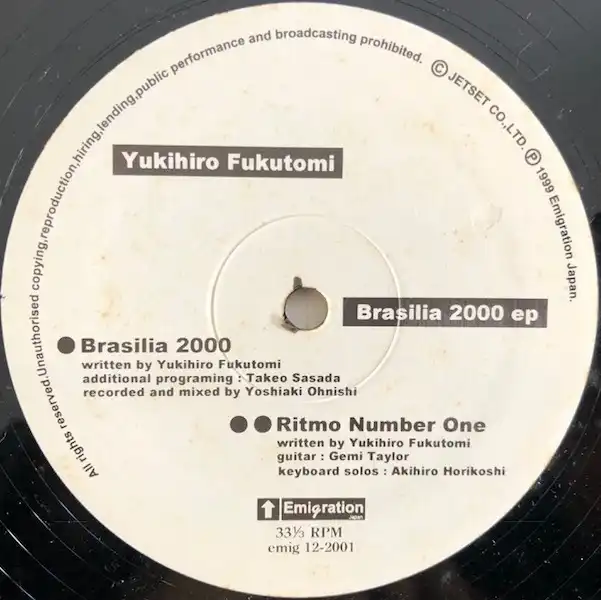 All rights reserved.Unauthorised copying,reproduction,hiring,lending,public performance and broadcasting prohibited. © JETSET CO.,LTD. ℗ 1999 Emigration Japan.
Yukihiro Fukutomi
Brasilia 2000 ep
●Brasilia 2000
written by Yukihiro Fukutomi
additional programing : Takeo Sasada
recorded and mixed by Yoshiaki Ohnishi
●●Ritmo Number One
written by Yukihiro Fukutomi
guitar : Gemi Taylor
keyboard solos : Akihiro Horikoshi
Emigration
Japan
33⅓ RPM
emig 12-2001